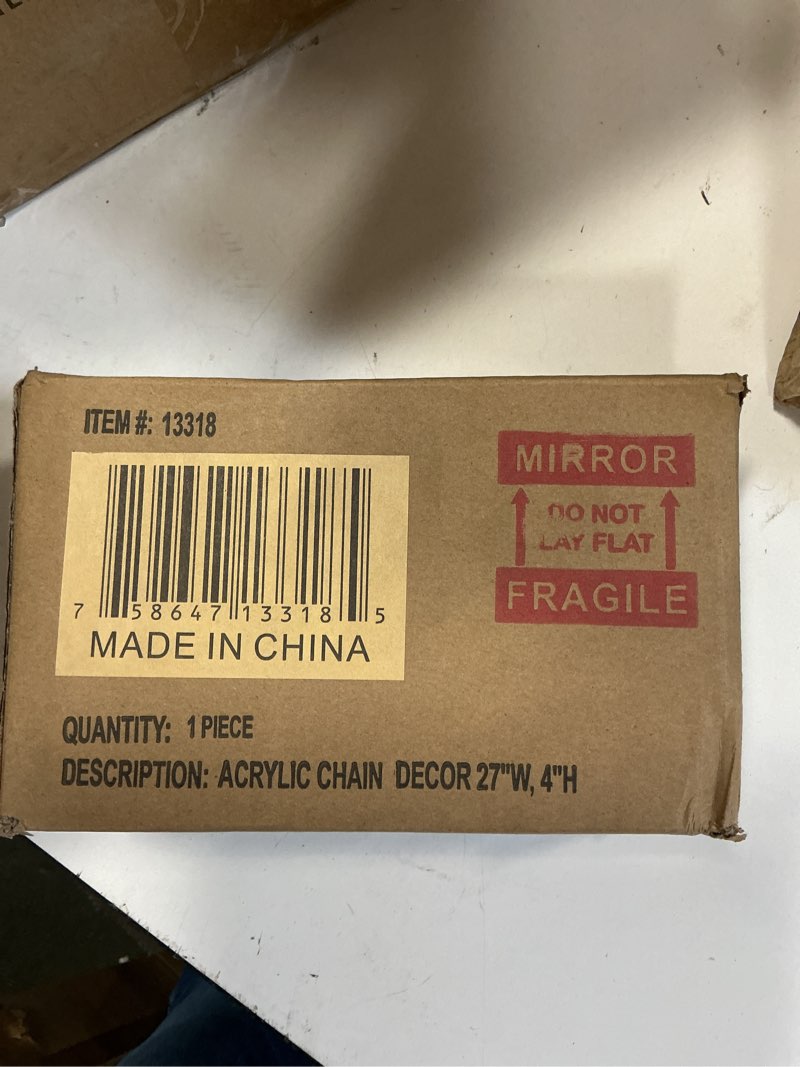 ITEM #: 13318
7 58647 13318 5
MADE IN CHINA
QUANTITY: 1 PIECE
DESCRIPTION: ACRYLIC CHAIN DECOR 27"W, 4"H
MIRROR
DO NOT
LAY FLAT
FRAGILE